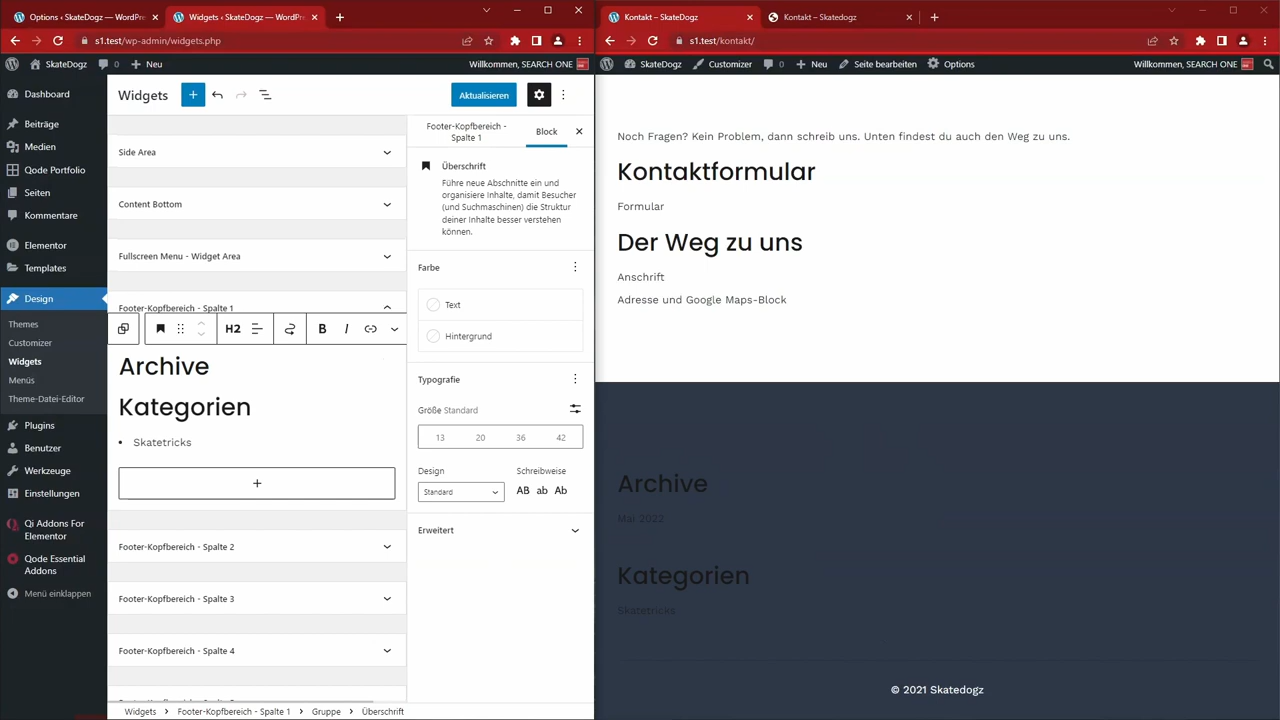 Options ‹ SkateDogz — WordPre
Widgets ‹ SkateDogz — WordPre
s1.test/wp-admin/widgets.php
SkateDogz
0
Neu
Willkommen, SEARCH ONE
Dashboard
Beiträge
Medien
Qode Portfolio
Seiten
Kommentare
Elementor
Templates
Design
Themes
Customizer
Widgets
Menüs
Theme-Datei-Editor
Plugins
Benutzer
Werkzeuge
Einstellungen
Qi Addons For
Elementor
Qode Essential
Addons
Menü einklappen
Widgets
Aktualisieren
Side Area
Content Bottom
Fullscreen Menu - Widget Area
Footer-Kopfbereich - Spalte 1
H2
B
I
Archive
Kategorien
Skatetricks
Footer-Kopfbereich - Spalte 2
Footer-Kopfbereich - Spalte 3
Footer-Kopfbereich - Spalte 4
Footer-Kopfbereich -
Spalte 1
Block
Überschrift
Führe neue Abschnitte ein und
organisiere Inhalte, damit Besucher
(und Suchmaschinen) die Struktur
deiner Inhalte besser verstehen
können.
Farbe
Text
Hintergrund
Typografie
Größe Standard
13 20 36 42
Design
Schreibweise
Standard
AB ab Ab
Erweitert
Widgets > Footer-Kopfbereich - Spalte 1 > Gruppe > Überschrift
Kontakt – SkateDogz
Kontakt – Skatedogz
s1.test/kontakt/
SkateDogz
Customizer
0
Neu
Seite bearbeiten
Options
Willkommen, SEARCH ONE
Noch Fragen? Kein Problem, dann schreib uns. Unten findest du auch den Weg zu uns.
Kontaktformular
Formular
Der Weg zu uns
Anschrift
Adresse und Google Maps-Block
Archive
Mai 2022
Kategorien
Skatetricks
© 2021 Skatedogz